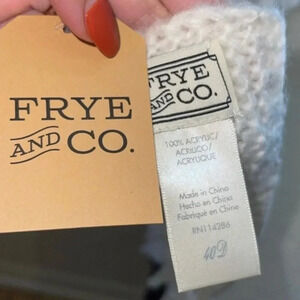 FRYE
AND CO.
FRYE
AND CO.
100% ACRYLIC/
ACRILICO/
ACRYLIQUE
Made in China
Hecho en China
Fabriqué en Chine
RN114286
40D